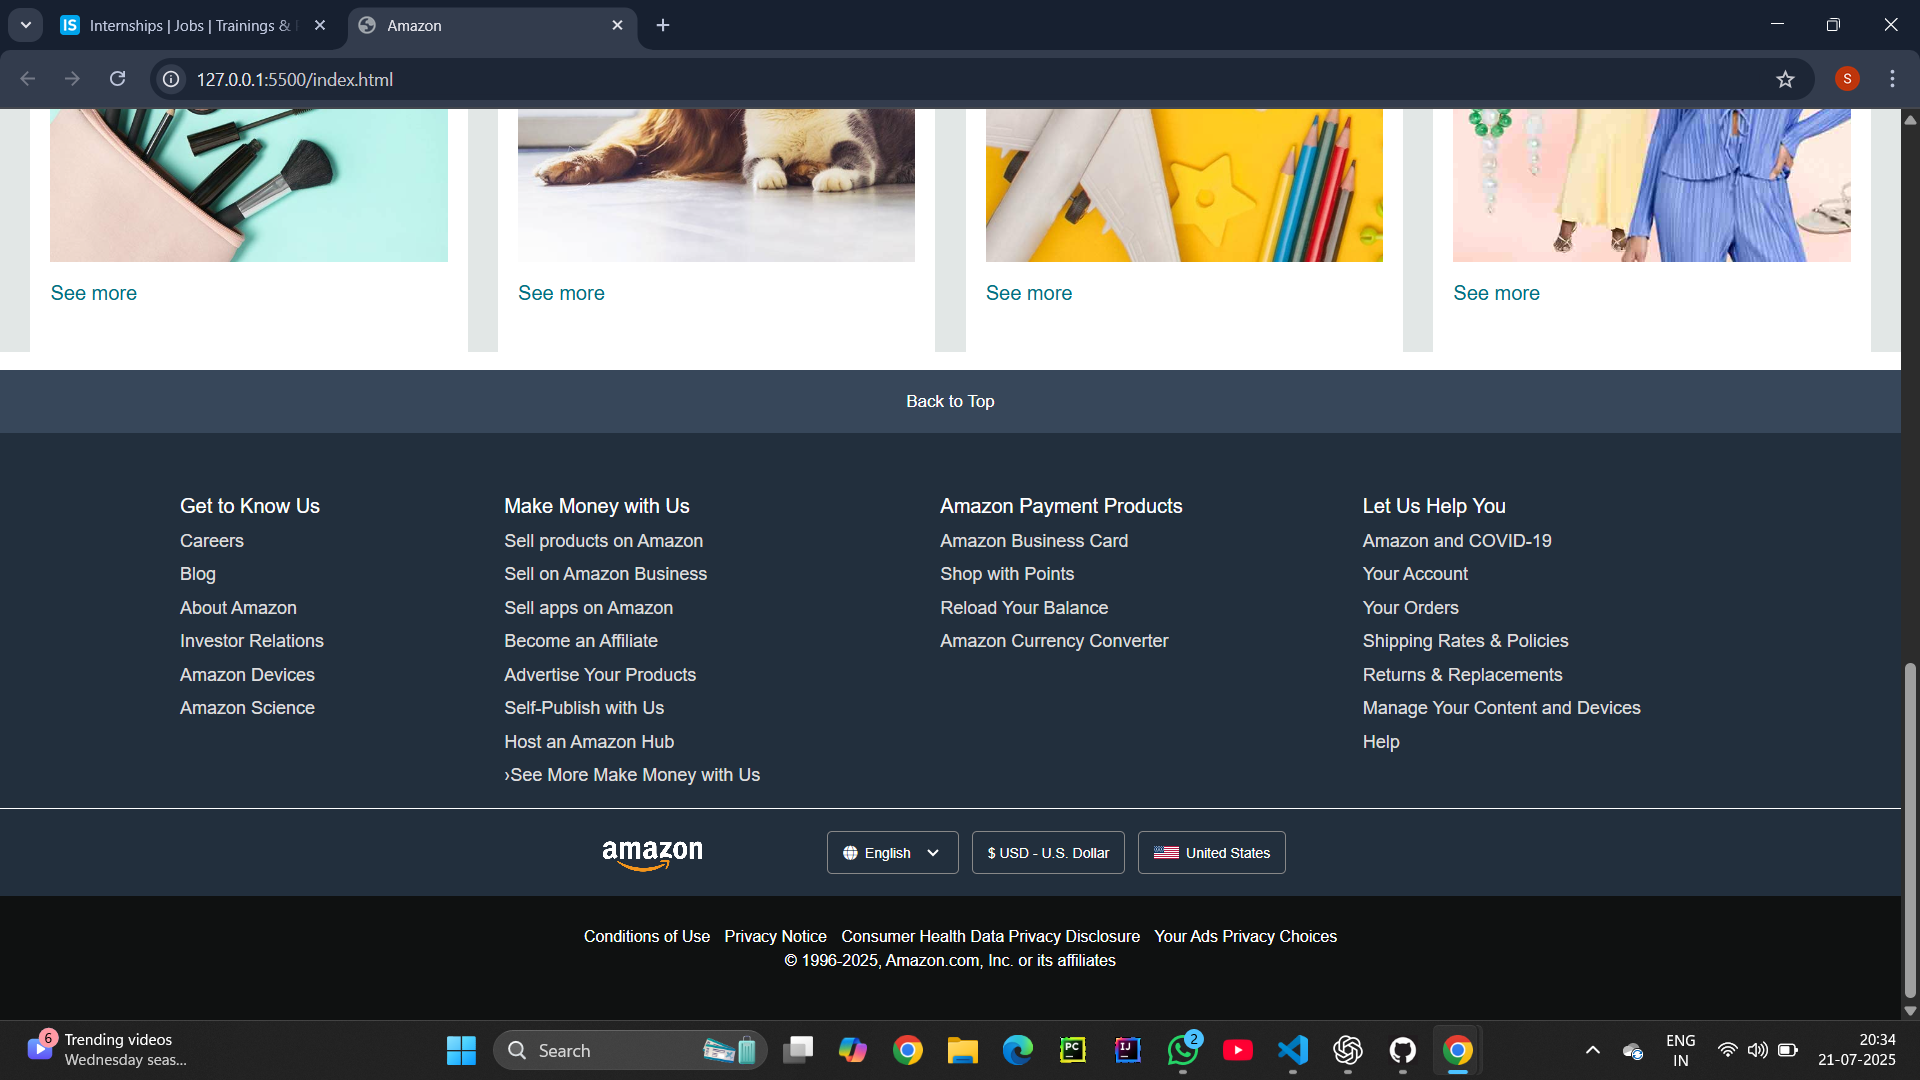 IS Internships | Jobs | Trainings &
Amazon
127.0.0.1:5500/index.html
S
See more
See more
See more
See more
Back to Top
Get to Know Us
Careers
Blog
About Amazon
Investor Relations
Amazon Devices
Amazon Science
Make Money with Us
Sell products on Amazon
Sell on Amazon Business
Sell apps on Amazon
Become an Affiliate
Advertise Your Products
Self-Publish with Us
Host an Amazon Hub
›See More Make Money with Us
Amazon Payment Products
Amazon Business Card
Shop with Points
Reload Your Balance
Amazon Currency Converter
Let Us Help You
Amazon and COVID-19
Your Account
Your Orders
Shipping Rates & Policies
Returns & Replacements
Manage Your Content and Devices
Help
amazon
English
$ USD - U.S. Dollar
United States
Conditions of Use Privacy Notice Consumer Health Data Privacy Disclosure Your Ads Privacy Choices
© 1996-2025, Amazon.com, Inc. or its affiliates
6
Trending videos
Wednesday seas...
Search
PC
IJ
2
ENG
IN
20:34
21-07-2025